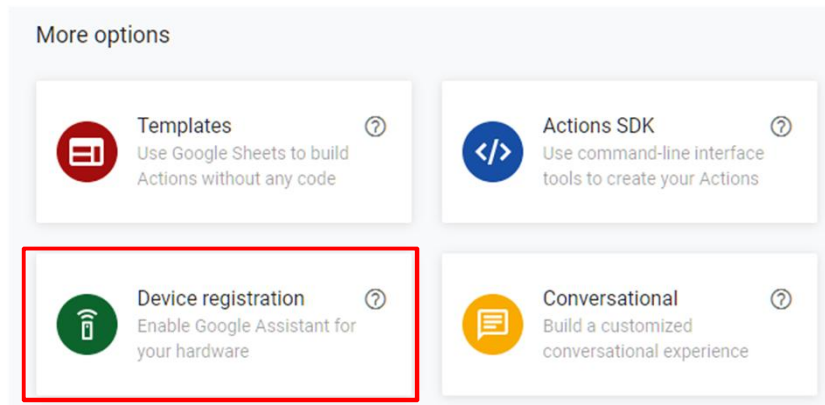 More options
Templates
Use Google Sheets to build
Actions without any code
Actions SDK
Use command-line interface
tools to create your Actions
Device registration
Enable Google Assistant for
your hardware
Conversational
Build a customized
conversational experience